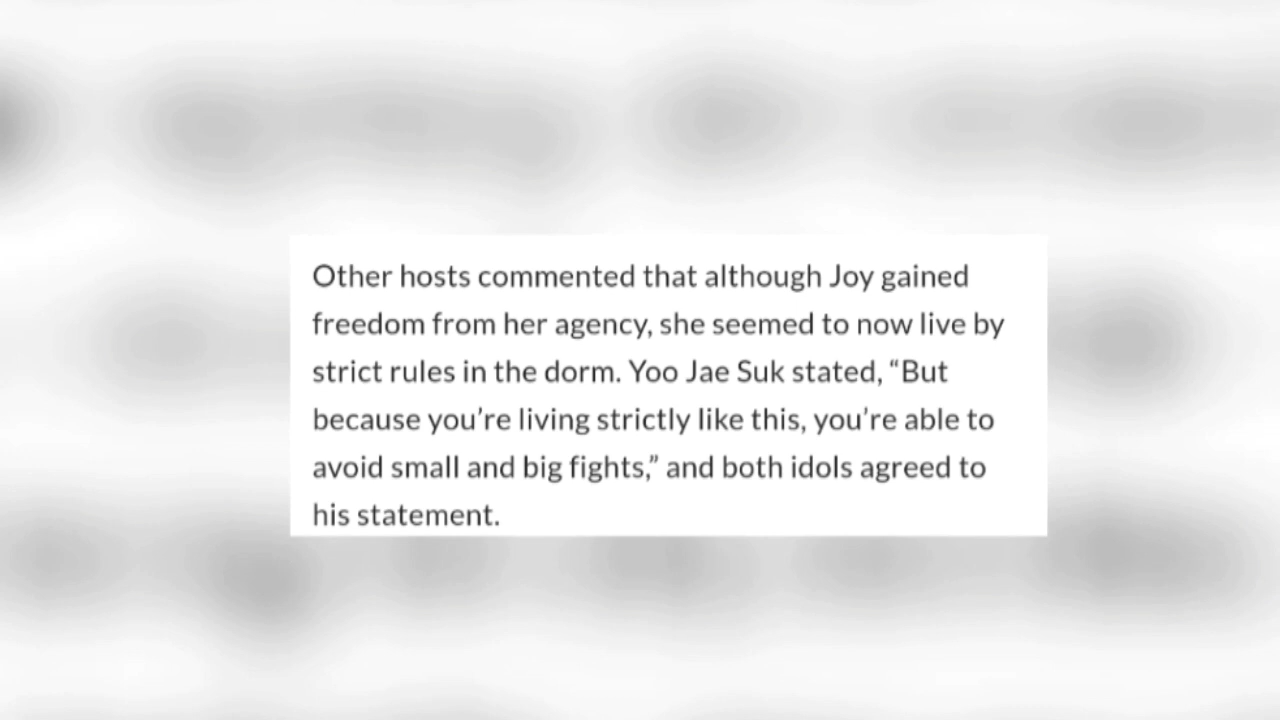 Other hosts commented that although Joy gained
freedom from her agency, she seemed to now live by
strict rules in the dorm. Yoo Jae Suk stated, “But
because you’re living strictly like this, you’re able to
avoid small and big fights,” and both idols agreed to
his statement.